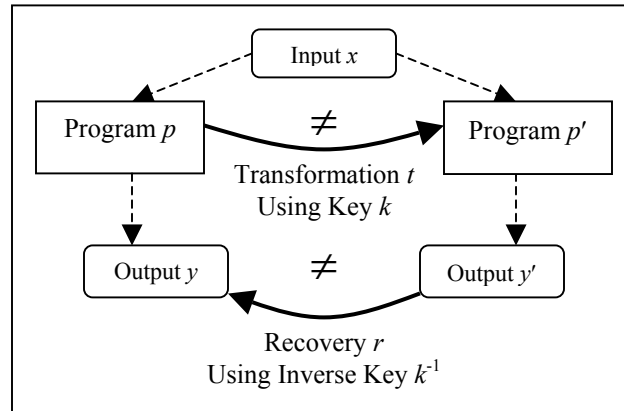 Input x
Program p
≠
Program p′
Transformation t
Using Key k
Output y
≠
Output y′
Recovery r
Using Inverse Key k⁻¹